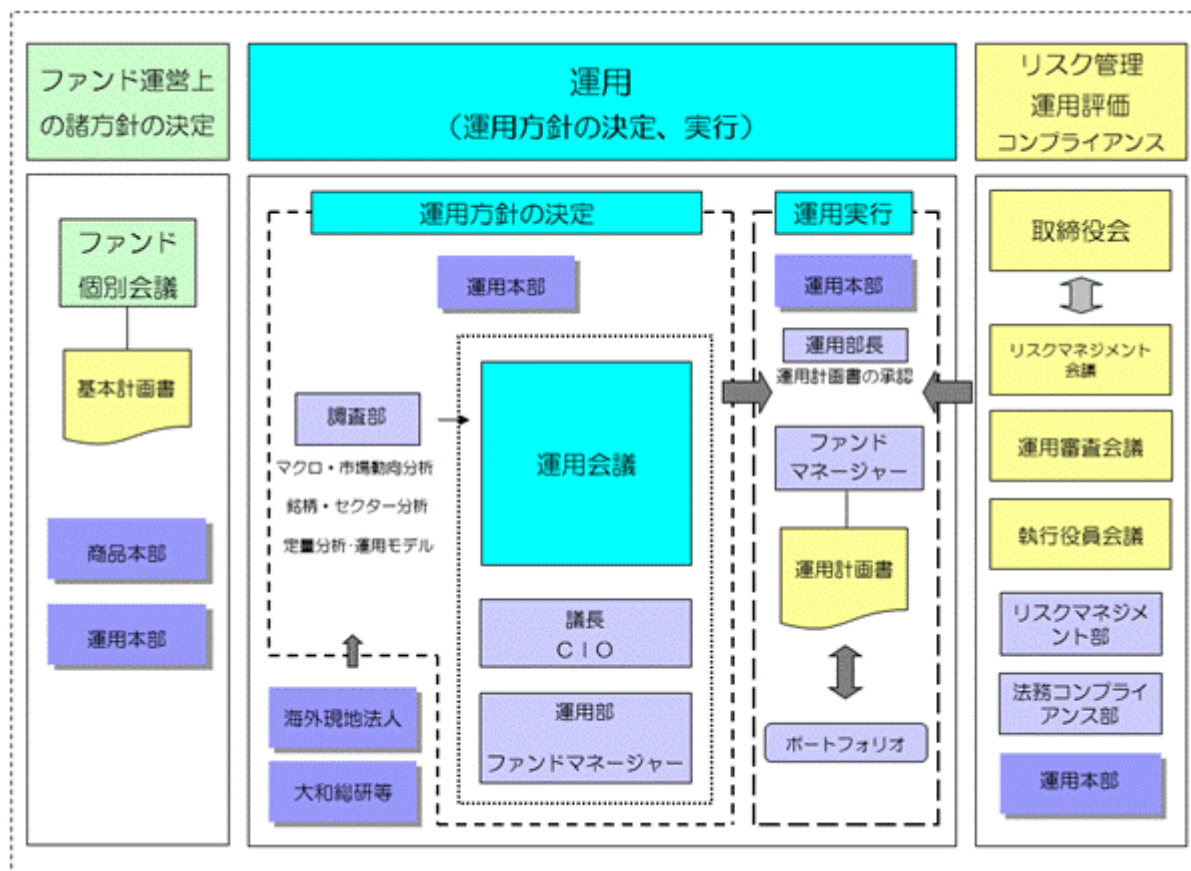 ファンド運営上
の諸方針の決定
運用
（運用方針の決定、実行）
リスク管理
運用評価
コンプライアンス
ファンド
個別会議
基本計画書
商品本部
運用本部
運用方針の決定
運用本部
調査部
マクロ・市場動向分析
銘柄・セクター分析
定量分析・運用モデル
運用会議
議長
ＣＩＯ
運用部
ファンドマネージャー
海外現地法人
大和総研等
運用実行
運用本部
運用部長
運用計画書の承認
ファンド
マネージャー
運用計画書
ポートフォリオ
取締役会
リスクマネジメント
会議
運用審査会議
執行役員会議
リスクマネジメ
ント部
法務コンプライ
アンス部
運用本部